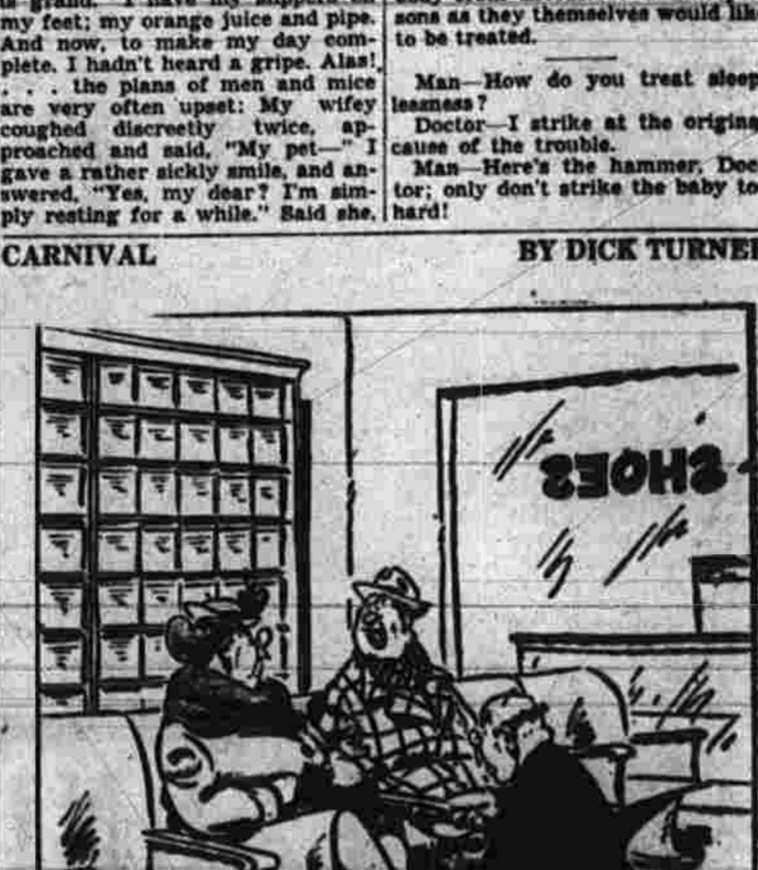 my feet; my orange juice and pipe.
And now, to make my day com-
plete. I hadn't heard a gripe. Alas!
. . . the plans of men and mice
are very often upset: My wifey
coughed discreetly twice, ap-
proached and said, "My pet—" I
gave a rather sickly smile, and an-
swered, "Yes, my dear? I'm sim-
ply resting for a while." Said she,
sons as they themselves would lik
to be treated.
Man—How do you treat sleep
lessness?
Doctor—I strike at the origina
cause of the trouble.
Man—Here's the hammer, Doc
tor; only don't strike the baby to
hard!
CARNIVAL
BY DICK TURNER
SHOES